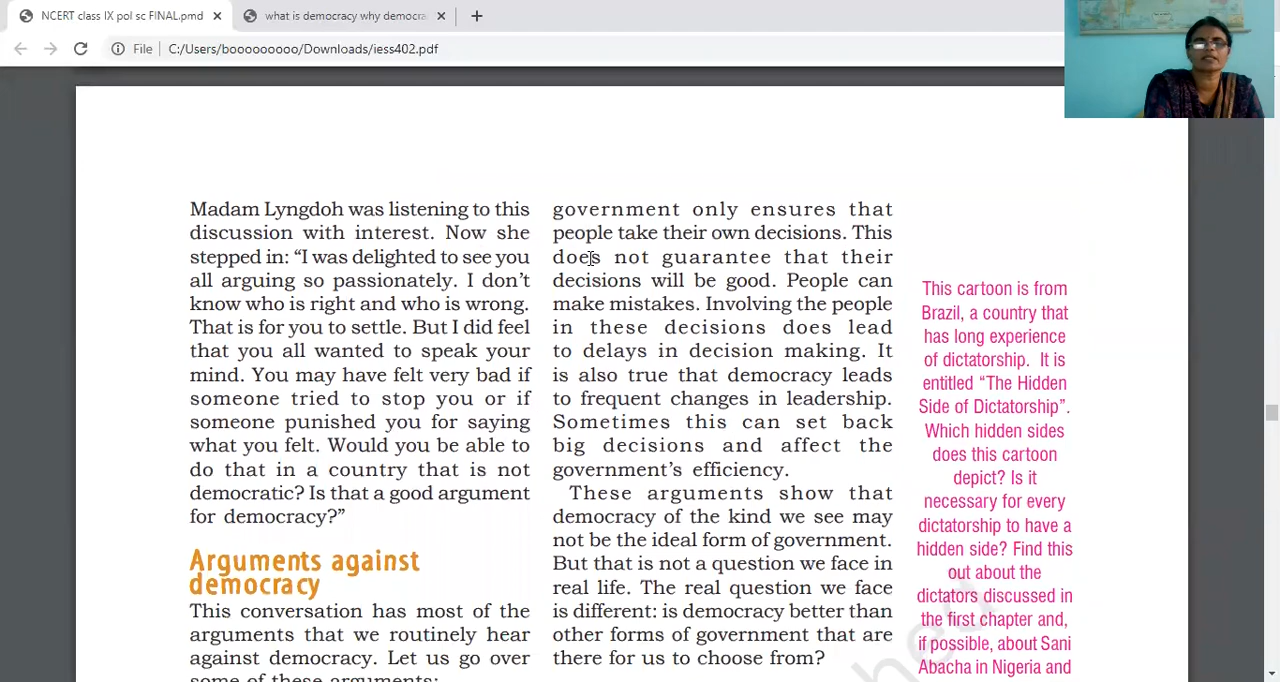 NCERT class IX pol sc FINAL.pmd
what is democracy why democra
File
C:/Users/booooooooo/Downloads/iess402.pdf
Madam Lyngdoh was listening to this
discussion with interest. Now she
stepped in: “I was delighted to see you
all arguing so passionately. I don’t
know who is right and who is wrong.
That is for you to settle. But I did feel
that you all wanted to speak your
mind. You may have felt very bad if
someone tried to stop you or if
someone punished you for saying
what you felt. Would you be able to
do that in a country that is not
democratic? Is that a good argument
for democracy?”
Arguments against
democracy
This conversation has most of the
arguments that we routinely hear
against democracy. Let us go over
some of these arguments:
government only ensures that
people take their own decisions. This
does not guarantee that their
decisions will be good. People can
make mistakes. Involving the people
in these decisions does lead
to delays in decision making. It
is also true that democracy leads
to frequent changes in leadership.
Sometimes this can set back
big decisions and affect the
government’s efficiency.
These arguments show that
democracy of the kind we see may
not be the ideal form of government.
But that is not a question we face in
real life. The real question we face
is different: is democracy better than
other forms of government that are
there for us to choose from?
This cartoon is from
Brazil, a country that
has long experience
of dictatorship. It is
entitled “The Hidden
Side of Dictatorship”.
Which hidden sides
does this cartoon
depict? Is it
necessary for every
dictatorship to have a
hidden side? Find this
out about the
dictators discussed in
the first chapter and,
if possible, about Sani
Abacha in Nigeria and